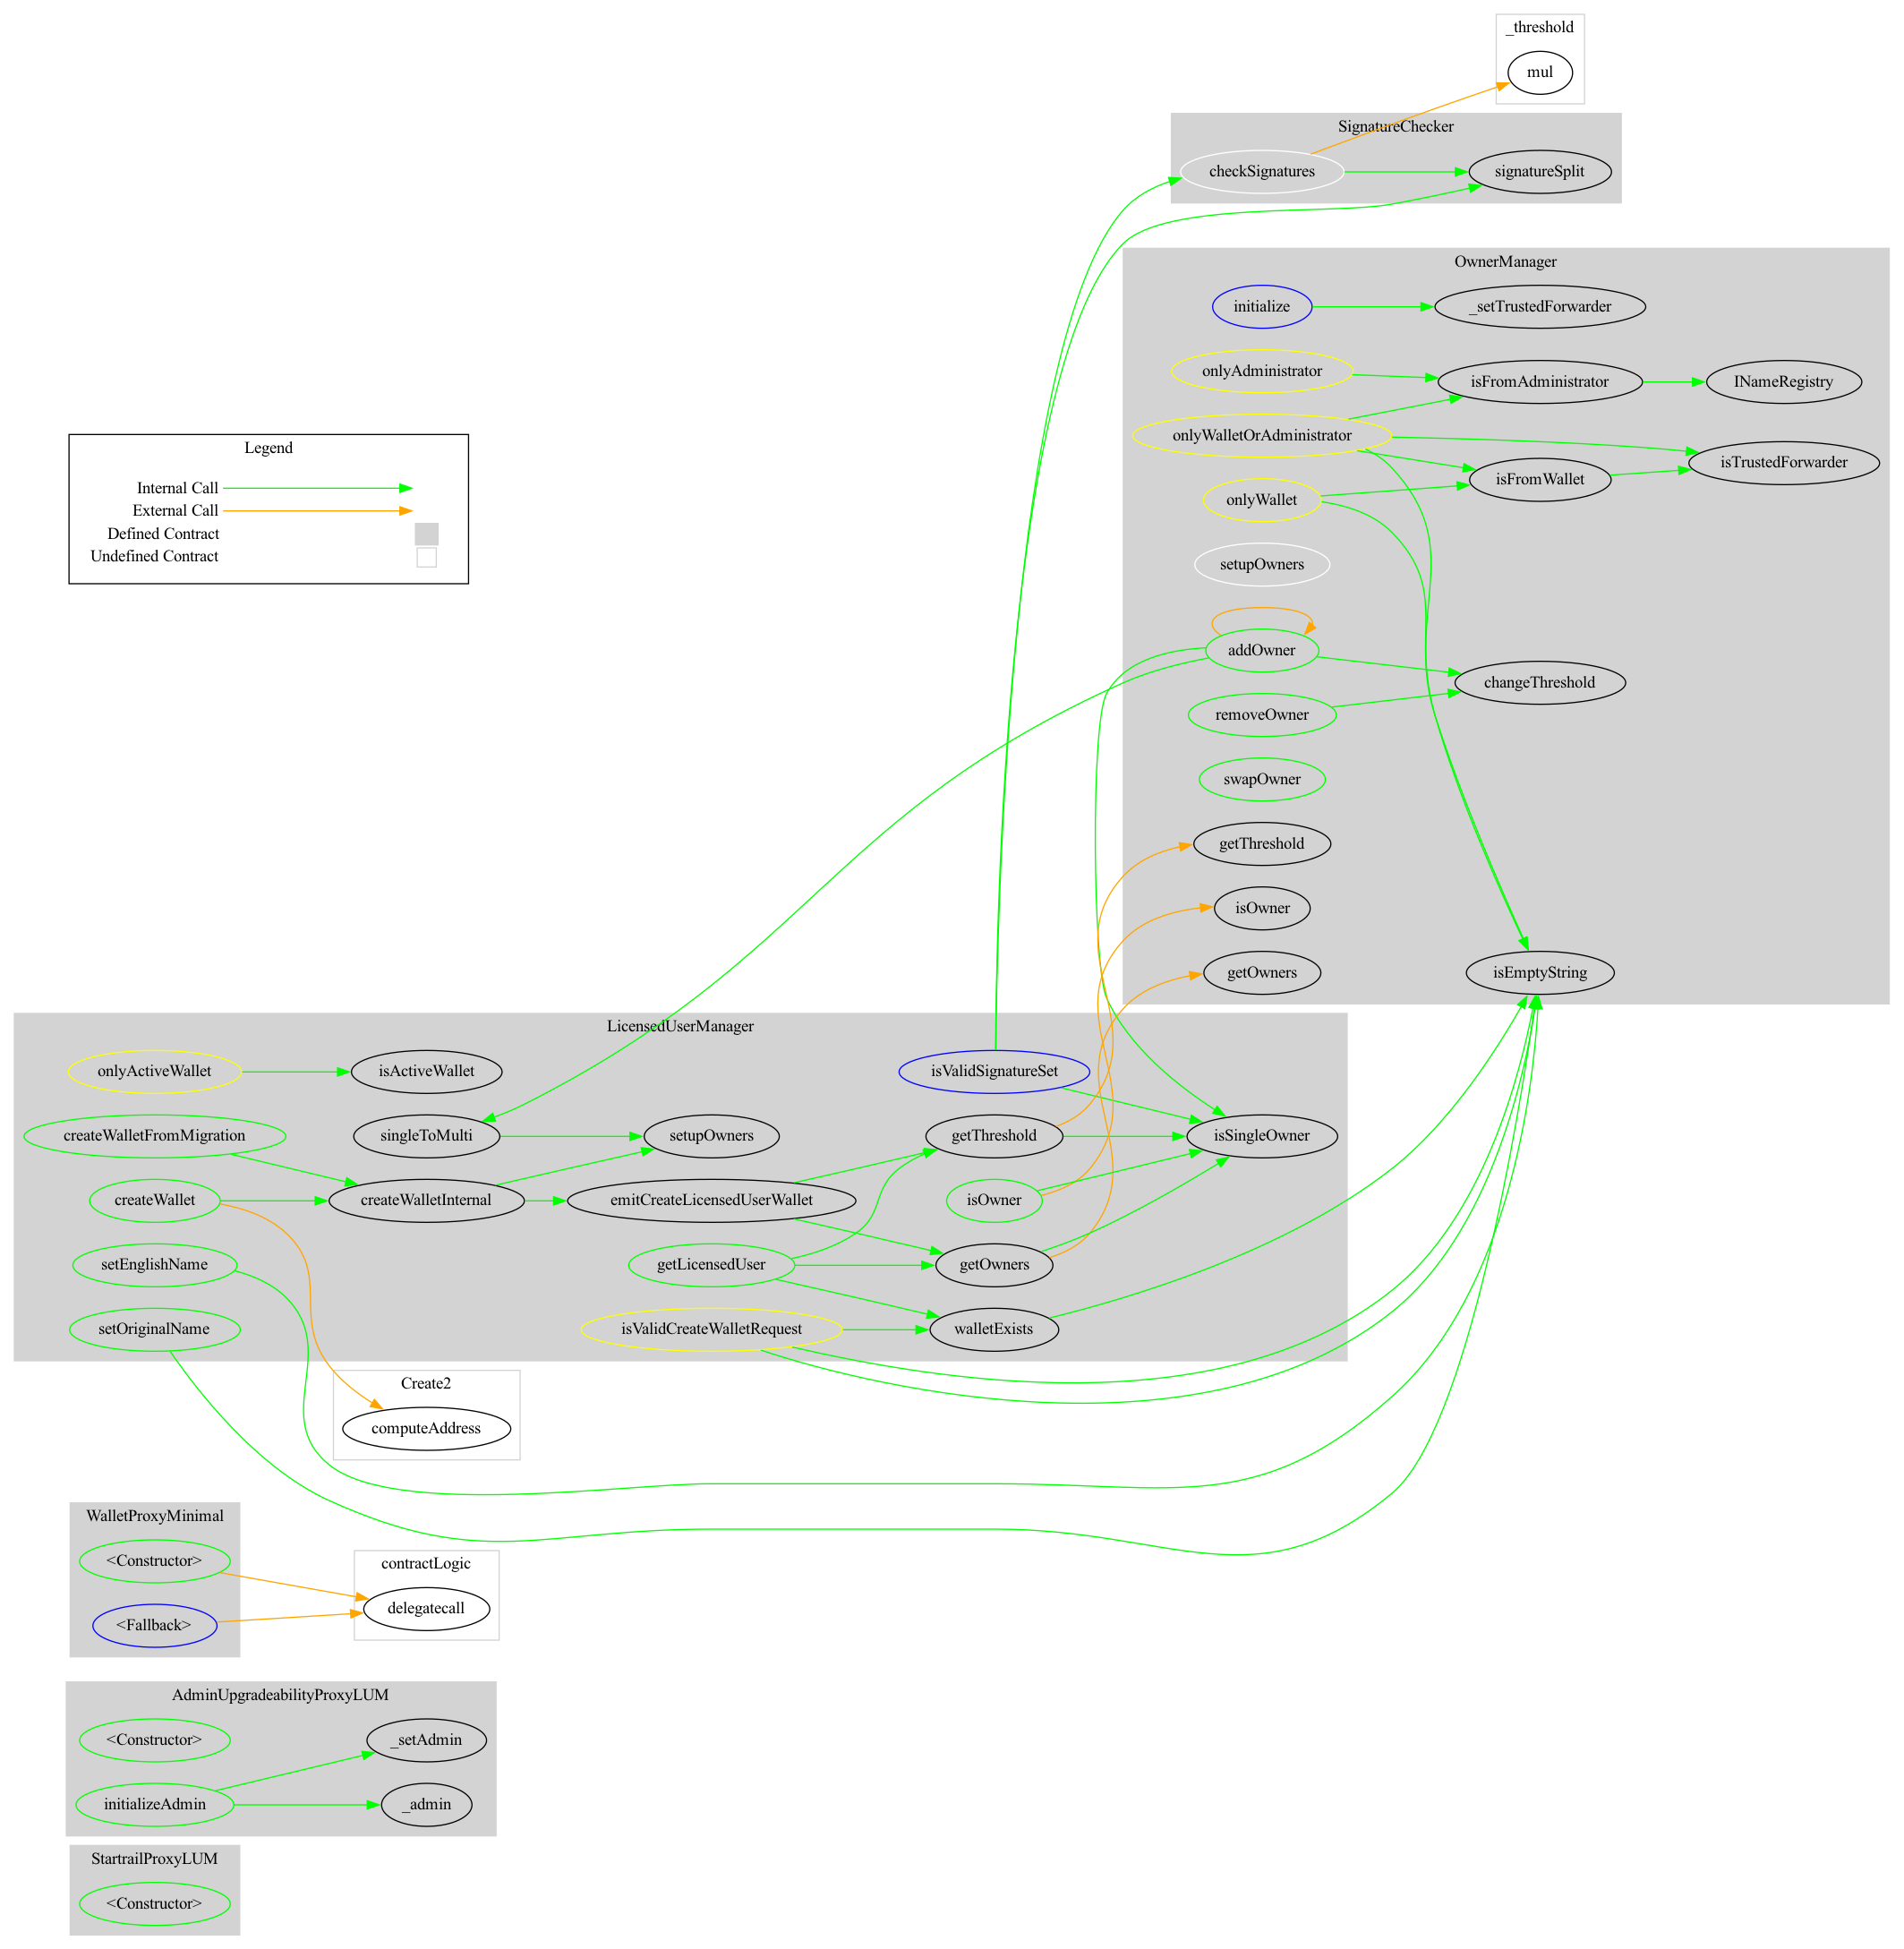 _threshold
mul
SignatureChecker
checkSignatures
signatureSplit
OwnerManager
initialize
_setTrustedForwarder
onlyAdministrator
isFromAdministrator
INameRegistry
onlyWalletOrAdministrator
isTrustedForwarder
isFromWallet
onlyWallet
setupOwners
addOwner
changeThreshold
removeOwner
swapOwner
getThreshold
isOwner
getOwners
isEmptyString
Legend
Internal Call
External Call
Defined Contract
Undefined Contract
LicensedUserManager
onlyActiveWallet
isActiveWallet
isValidSignatureSet
createWalletFromMigration
singleToMulti
setupOwners
getThreshold
isSingleOwner
createWallet
createWalletInternal
emitCreateLicensedUserWallet
isOwner
setEnglishName
getLicensedUser
getOwners
setOriginalName
isValidCreateWalletRequest
walletExists
Create2
computeAddress
WalletProxyMinimal
<Constructor>
<Fallback>
contractLogic
delegatecall
AdminUpgradeabilityProxyLUM
<Constructor>
_setAdmin
initializeAdmin
_admin
StartrailProxyLUM
<Constructor>